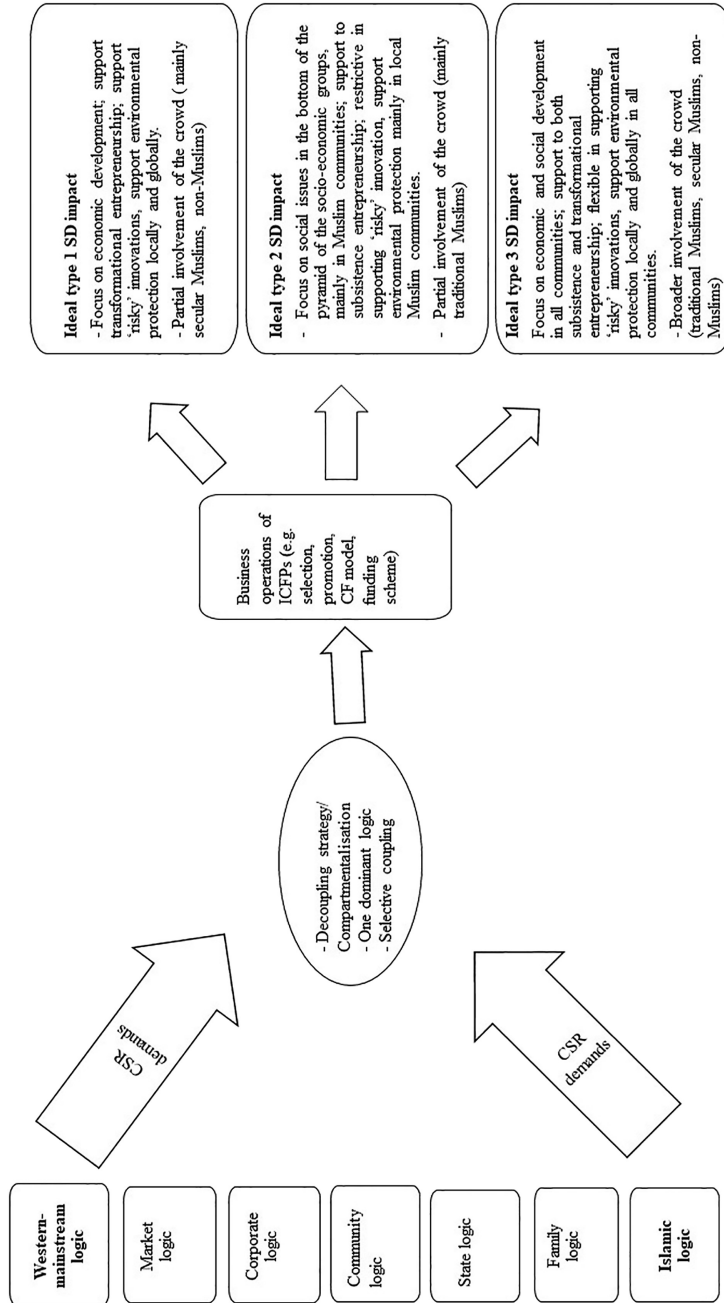 Western-
mainstream
logic
Market
logic
Corporate
logic
Community
logic
State logic
Family
logic
Islamic
logic
CSR
demands
CSR
demands
- Decoupling strategy/
Compartmentalisation
- One dominant logic
- Selective coupling
Business
operations of
ICFPs (e.g.
selection,
promotion,
CF model,
funding
scheme)
Ideal type 1 SD impact
- Focus on economic development; support
transformational entrepreneurship; support
‘risky’ innovations, support environmental
protection locally and globally.
- Partial involvement of the crowd ( mainly
secular Muslims, non-Muslims)
Ideal type 2 SD impact
- Focus on social issues in the bottom of the
pyramid of the socio-economic groups,
mainly in Muslim communities; support to
subsistence entrepreneurship; restrictive in
supporting ‘risky’ innovation, support
environmental protection mainly in local
Muslim communities.
- Partial involvement of the crowd (mainly
traditional Muslims)
Ideal type 3 SD impact
Focus on economic and social development
in all communities; support to both
subsistence and transformational
entrepreneurship; flexible in supporting
‘risky’ innovations, support environmental
protection locally and globally in all
communities.
- Broader involvement of the crowd
(traditional Muslims, secular Muslims, non-
Muslims)